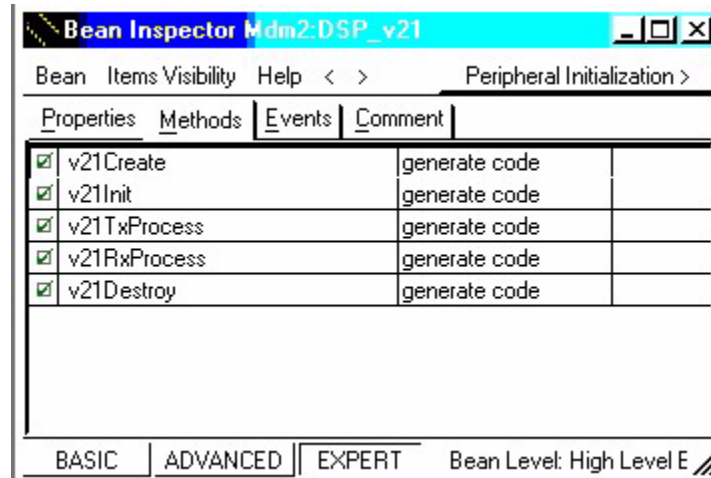 Bean Inspector Mdm2:DSP_v21
Bean Items Visibility Help < > Peripheral Initialization >
Properties Methods Events Comment
v21Create generate code
v21Init generate code
v21TxProcess generate code
v21RxProcess generate code
v21Destroy generate code
BASIC ADVANCED EXPERT Bean Level: High Level